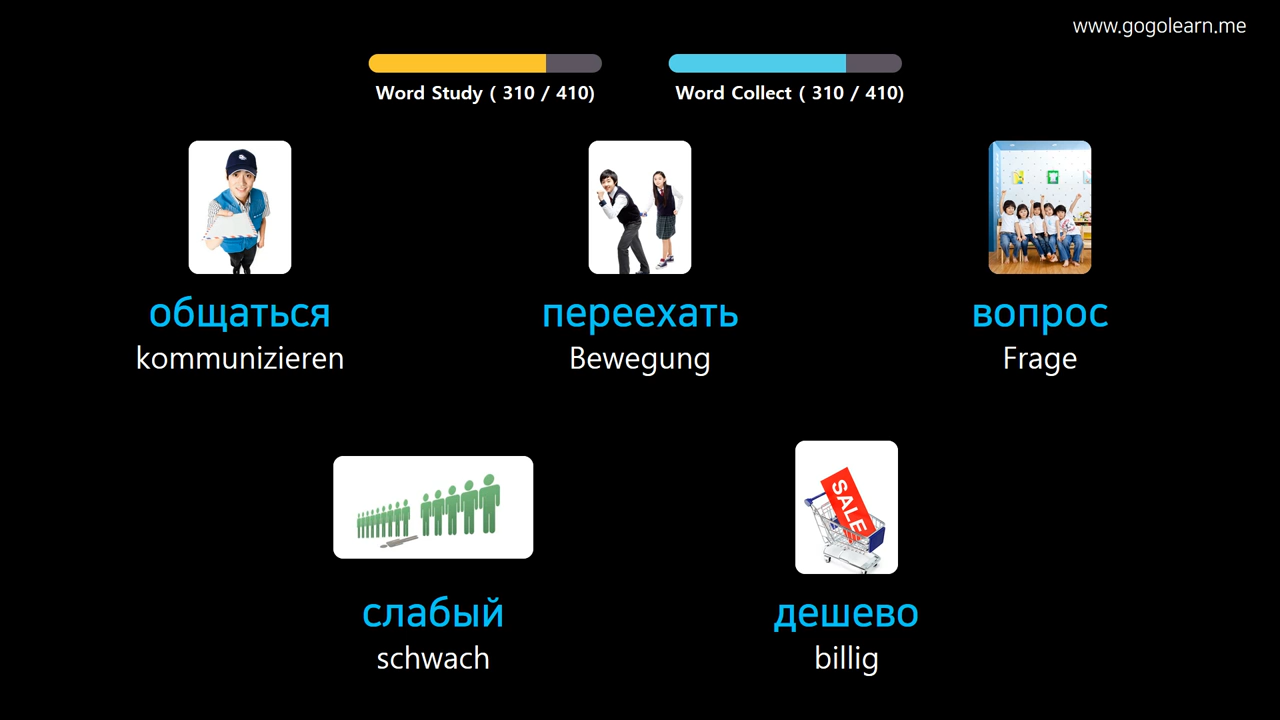 www.gogolearn.me
Word Study ( 310 / 410)
Word Collect ( 310 / 410)
общаться
kommunizieren
переехать
Bewegung
вопрос
Frage
SALE
слабый
schwach
дешево
billig